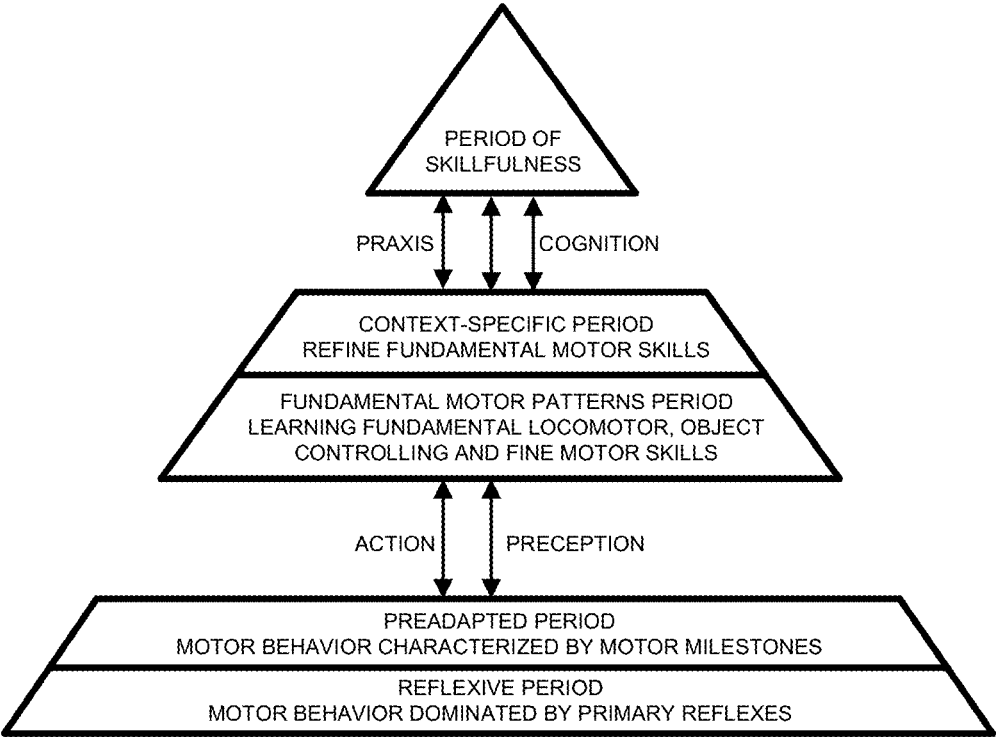 PERIOD OF
SKILLFULNESS
PRAXIS
COGNITION
CONTEXT-SPECIFIC PERIOD
REFINE FUNDAMENTAL MOTOR SKILLS
FUNDAMENTAL MOTOR PATTERNS PERIOD
LEARNING FUNDAMENTAL LOCOMOTOR, OBJECT
CONTROLLING AND FINE MOTOR SKILLS
ACTION
PRECEPTION
PREADAPTED PERIOD
MOTOR BEHAVIOR CHARACTERIZED BY MOTOR MILESTONES
REFLEXIVE PERIOD
MOTOR BEHAVIOR DOMINATED BY PRIMARY REFLEXES